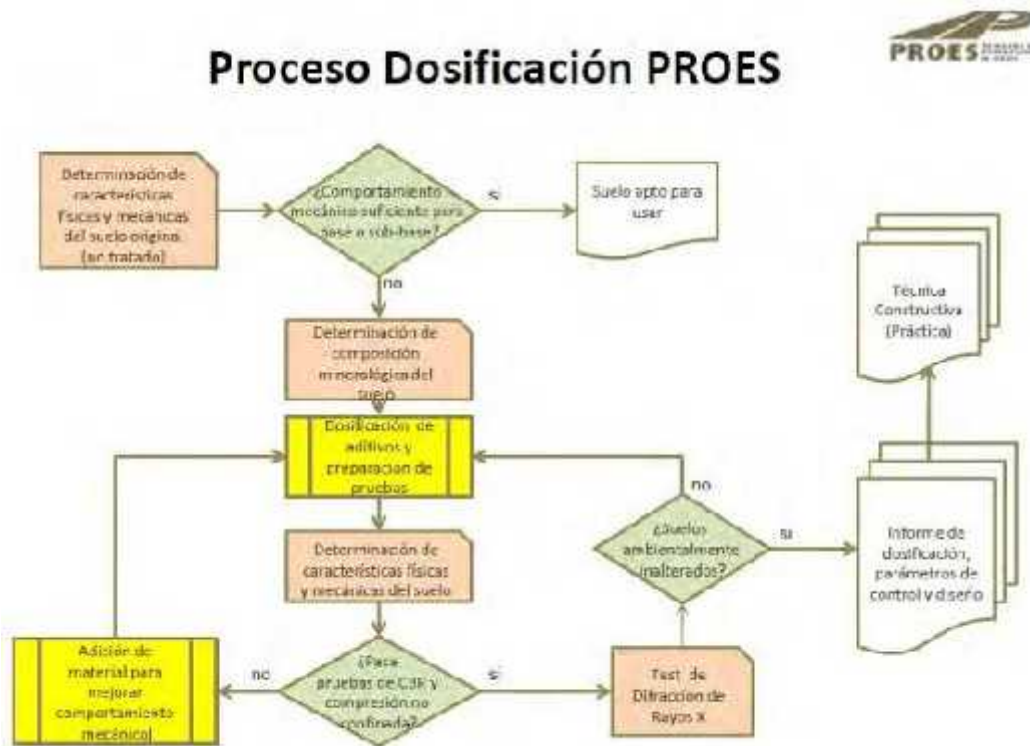 Proceso Dosificación PROES
PROES
Determinación de
características
físicas y mecánicas
del suelo original
(no tratado)
¿Comportamiento
mecánico suficiente para
base o sub-base?
si
Suelo apto para
user
no
Determinación de
composición
mineralógica del
suelo
Dosificación de
aditivos y
preparación de
pruebas
Determinación de
características físicas
y mecánicas del suelo
¿Pasa
pruebas de CBR y
compresión no
confinada?
no
si
Adición de
material para
mejorar
comportamiento
mecánico
Test de
Difracción de
Rayos X
¿Suelos
ambientalmente
inalterados?
no
si
Informe de
dosificación,
parámetros de
control y diseño
Técnica
Constructiva
(Práctica)